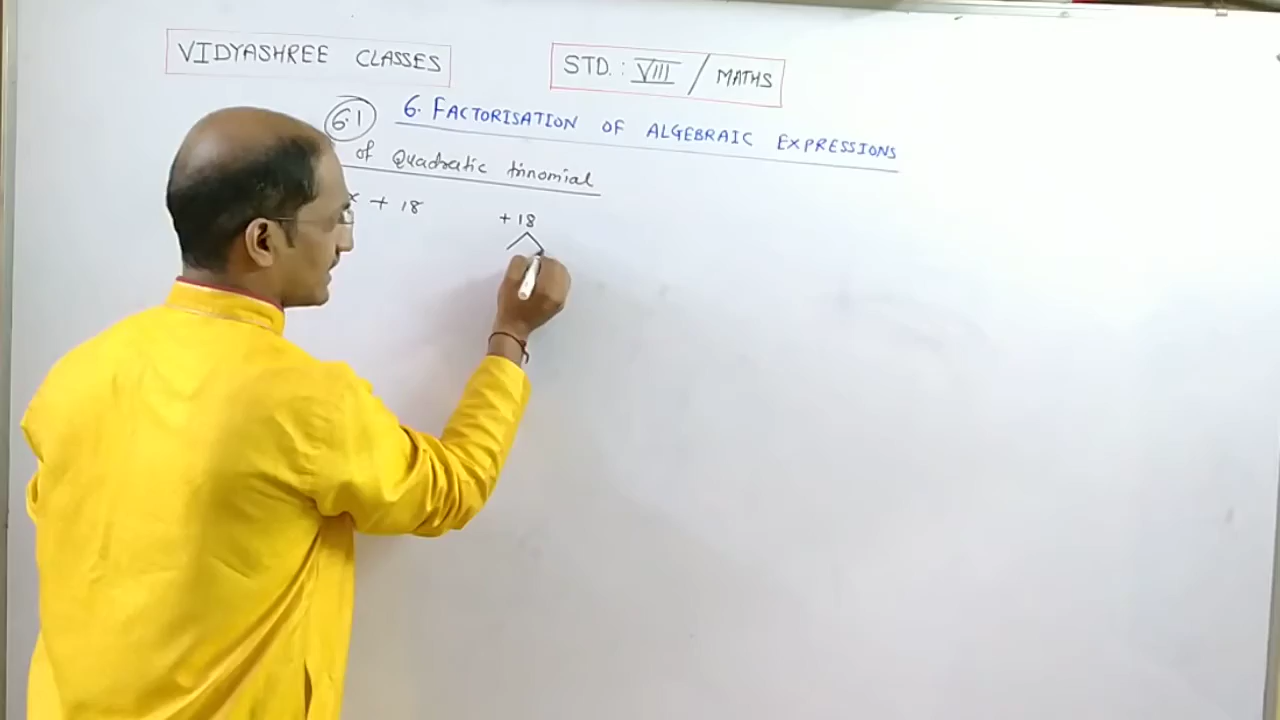 VIDYASHREE CLASSES
STD. : VIII / MATHS
6.1 6. FACTORISATION OF ALGEBRAIC EXPRESSIONS
of Quadratic trinomial
x + 18
+ 18